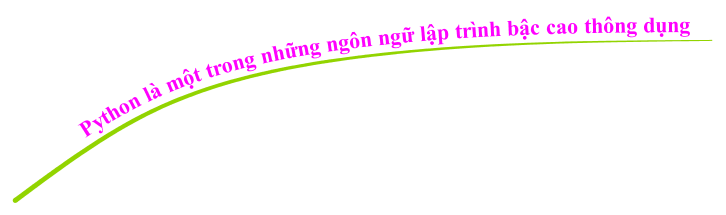 Python là một trong những ngôn ngữ lập trình bậc cao thông dụng